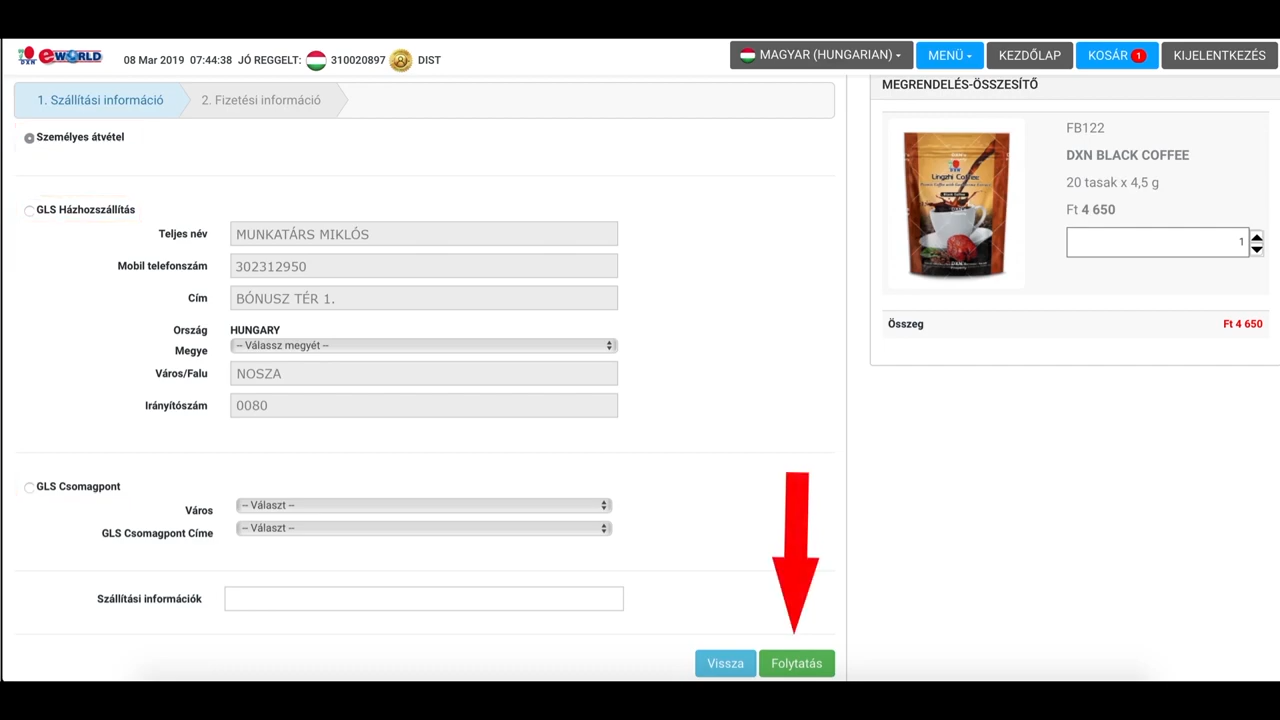 DXN eWORLD
08 Mar 2019 07:44:38 JÓ REGGELT: 310020897 DIST
MAGYAR (HUNGARIAN)
MENÜ
KEZDŐLAP
KOSÁR 1
KIJELENTKEZÉS
1. Szállítási információ
2. Fizetési információ
Személyes átvétel
GLS Házhozszállítás
Teljes név MUNKATÁRS MIKLÓS
Mobil telefonszám 302312950
Cím BÓNUSZ TÉR 1.
Ország HUNGARY
Megye -- Válassz megyét --
Város/Falu NOSZA
Irányítószám 0080
GLS Csomagpont
Város -- Választ --
GLS Csomagpont Címe -- Választ --
Szállítási információk
Vissza
Folytatás
MEGRENDELÉS-ÖSSZESÍTŐ
DXN
Lingzhi Coffee
FB122
DXN BLACK COFFEE
20 tasak x 4,5 g
Ft 4 650
1
Összeg Ft 4 650